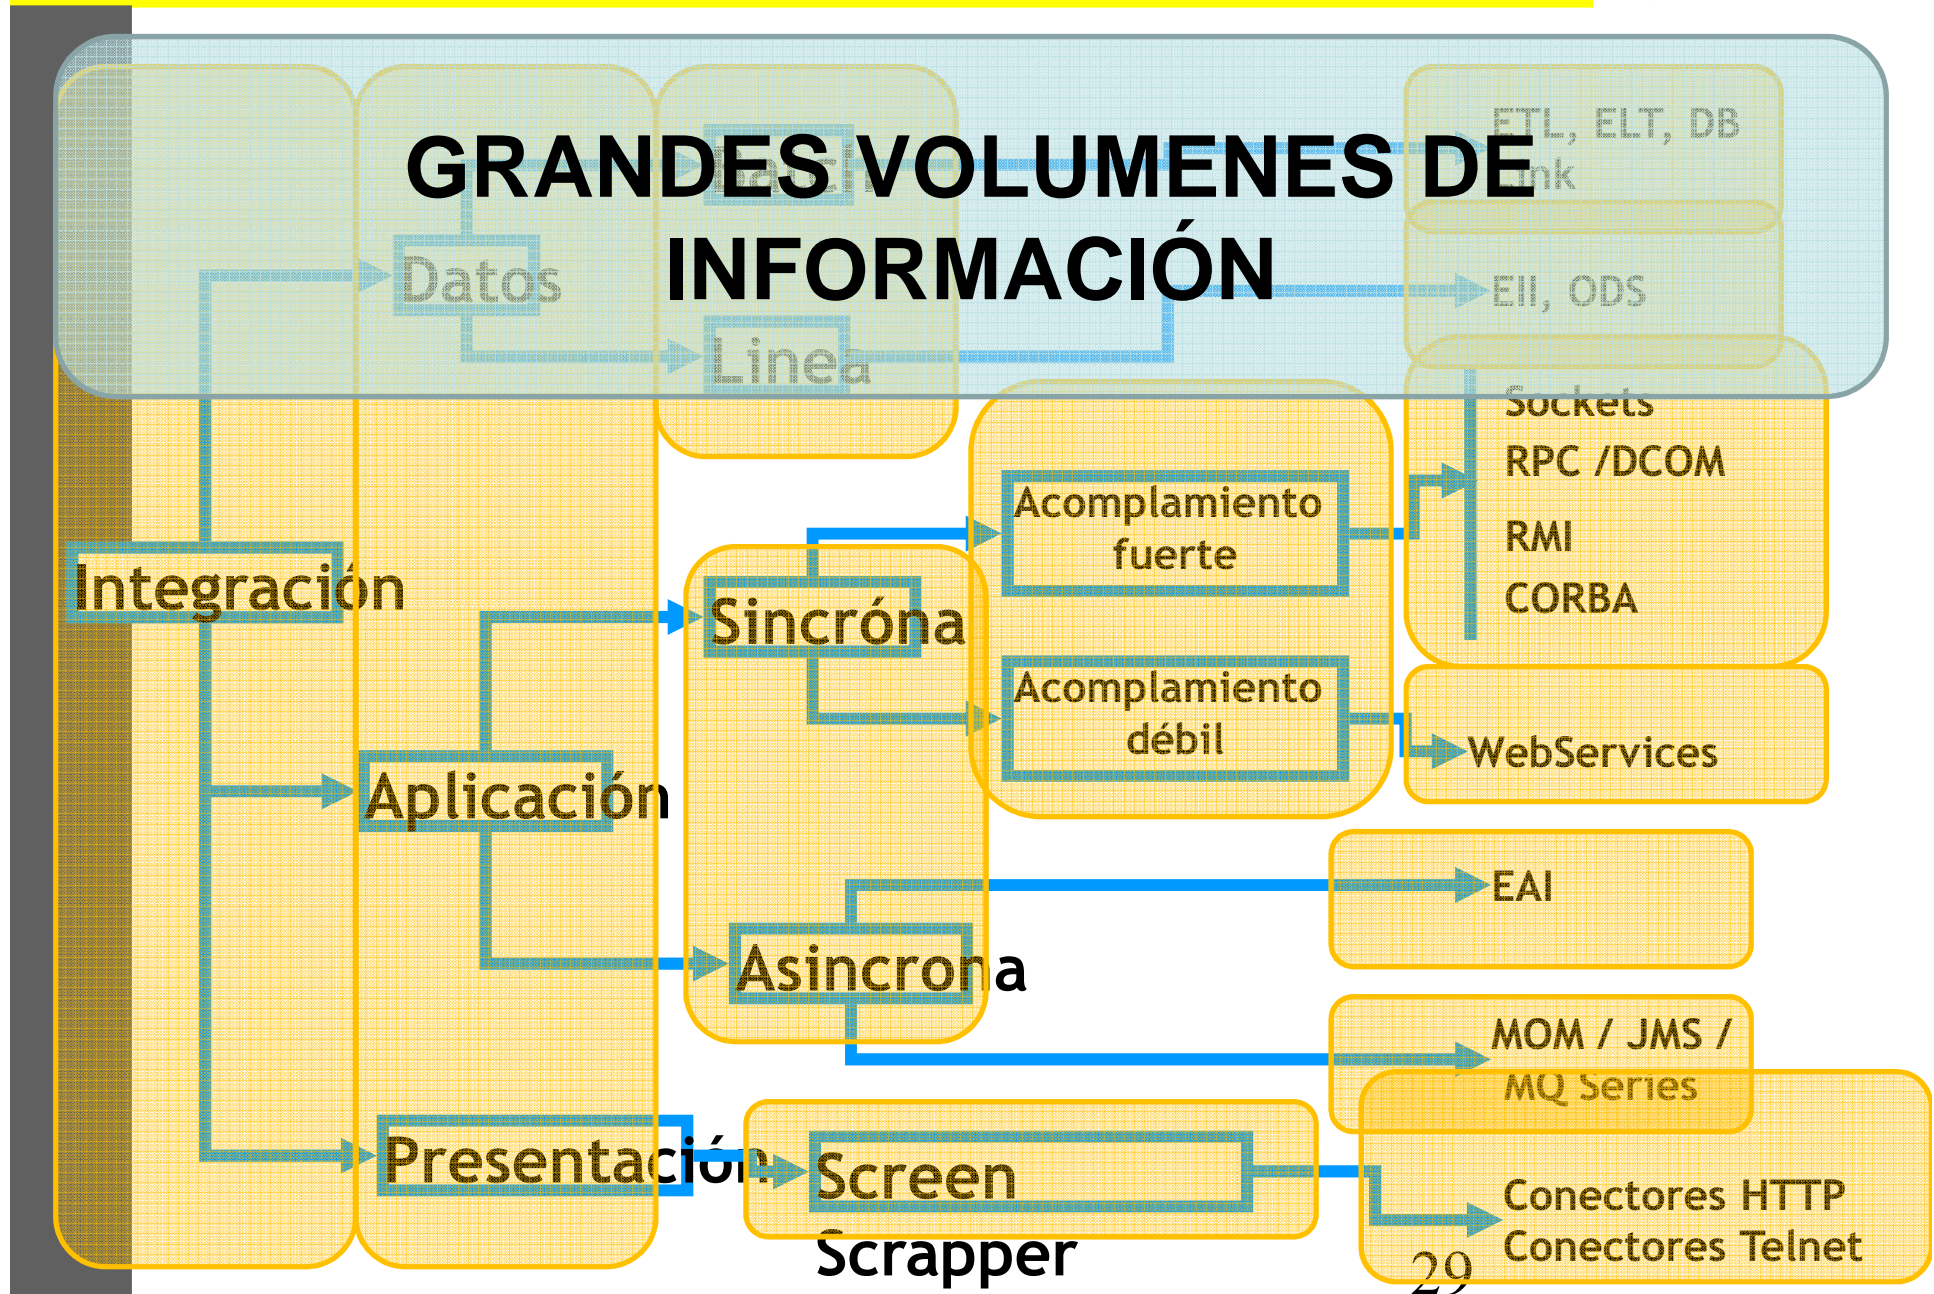 GRANDES VOLUMENES DE
INFORMACIÓN
Batch
ETL, ELT, DB
Link
Datos
EII, ODS
Linea
Sockets
RPC /DCOM
RMI
CORBA
Acomplamiento
fuerte
Integración
Sincróna
Acomplamiento
débil
WebServices
Aplicación
EAI
Asincrona
MOM / JMS /
MQ Series
Presentación
Screen
Scrapper
Conectores HTTP
Conectores Telnet
29